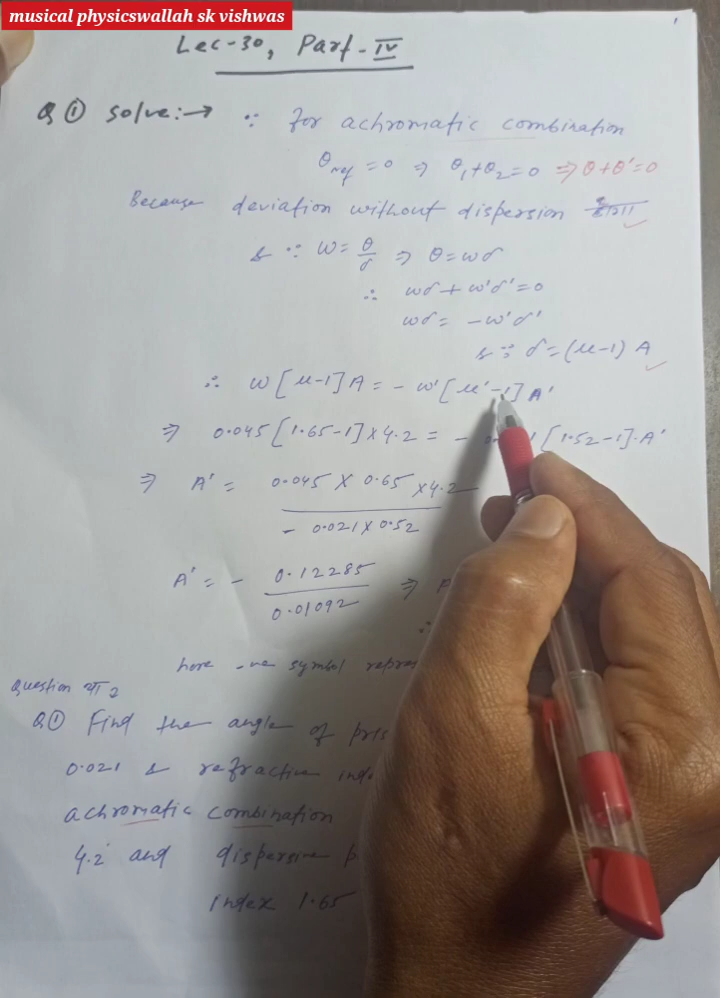 musical physicswallah sk vishwas
Lec-30, Part-IV
Q ① solve:→ ∵ for achromatic combination
θnef = 0 ⇒ θ₁+θ₂=0 ⇒ θ+θ'=0
Because deviation without dispersion
& ∵ ω = θ/δ ⇒ θ=ωδ
∴ ωδ + ω'δ' = 0
ωδ = -ω'δ'
& ∵ δ = (μ-1) A
∴ ω[μ-1]A = - ω'[μ'-1]A'
⇒ 0.045[1.65-1]×4.2 = - [1.52-1].A'
⇒ A' = 0.045 × 0.65 ×4.2
- 0.021×0.52
A' = - 0.12285 ⇒
0.01092
∴
here -ve symbol
Question का 2
Q① Find the angle of
0.021 & refractive
achromatic combination
4.2° and dispersive
index 1.65